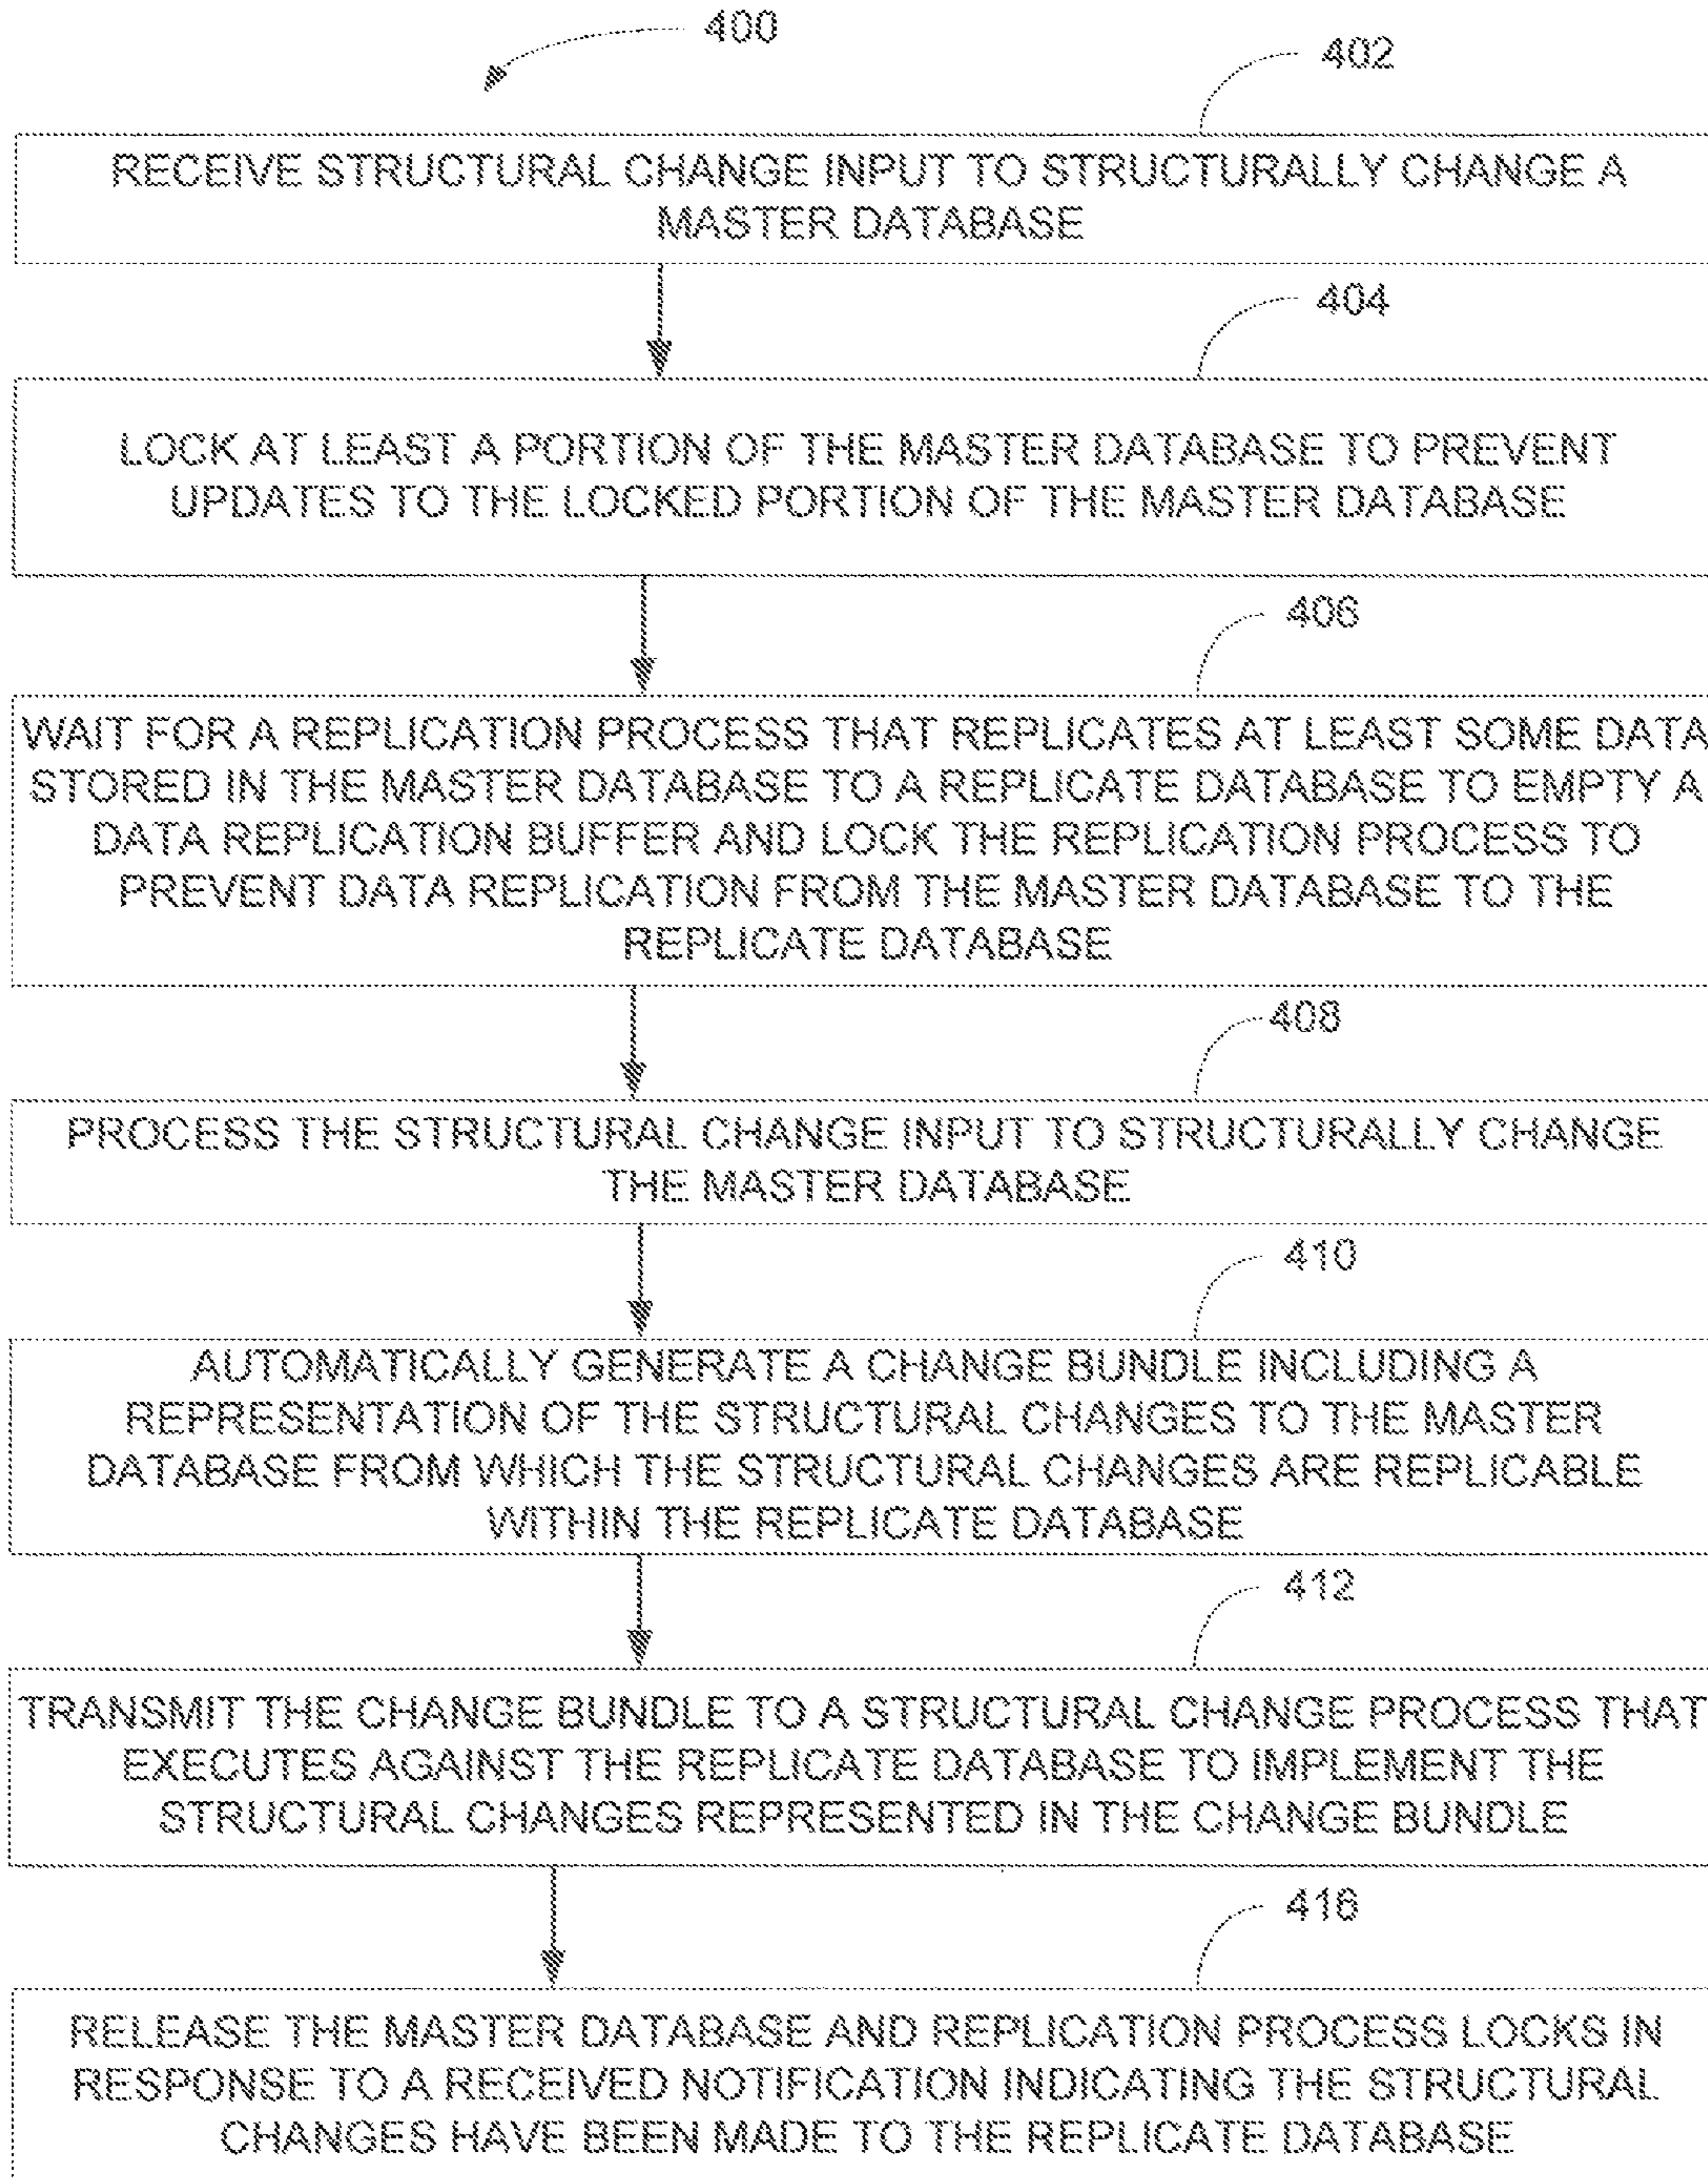 400
402
RECEIVE STRUCTURAL CHANGE INPUT TO STRUCTURALLY CHANGE A
MASTER DATABASE
404
LOCK AT LEAST A PORTION OF THE MASTER DATABASE TO PREVENT
UPDATES TO THE LOCKED PORTION OF THE MASTER DATABASE
406
WAIT FOR A REPLICATION PROCESS THAT REPLICATES AT LEAST SOME DATA
STORED IN THE MASTER DATABASE TO A REPLICATE DATABASE TO EMPTY A
DATA REPLICATION BUFFER AND LOCK THE REPLICATION PROCESS TO
PREVENT DATA REPLICATION FROM THE MASTER DATABASE TO THE
REPLICATE DATABASE
408
PROCESS THE STRUCTURAL CHANGE INPUT TO STRUCTURALLY CHANGE
THE MASTER DATABASE
410
AUTOMATICALLY GENERATE A CHANGE BUNDLE INCLUDING A
REPRESENTATION OF THE STRUCTURAL CHANGES TO THE MASTER
DATABASE FROM WHICH THE STRUCTURAL CHANGES ARE REPLICABLE
WITHIN THE REPLICATE DATABASE
412
TRANSMIT THE CHANGE BUNDLE TO A STRUCTURAL CHANGE PROCESS THAT
EXECUTES AGAINST THE REPLICATE DATABASE TO IMPLEMENT THE
STRUCTURAL CHANGES REPRESENTED IN THE CHANGE BUNDLE
416
RELEASE THE MASTER DATABASE AND REPLICATION PROCESS LOCKS IN
RESPONSE TO A RECEIVED NOTIFICATION INDICATING THE STRUCTURAL
CHANGES HAVE BEEN MADE TO THE REPLICATE DATABASE